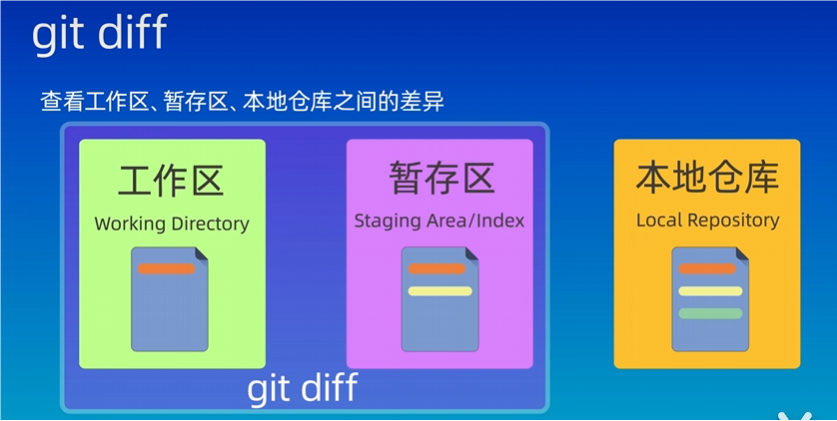 git diff
查看工作区、暂存区、本地仓库之间的差异
工作区
Working Directory
暂存区
Staging Area/Index
本地仓库
Local Repository
git diff